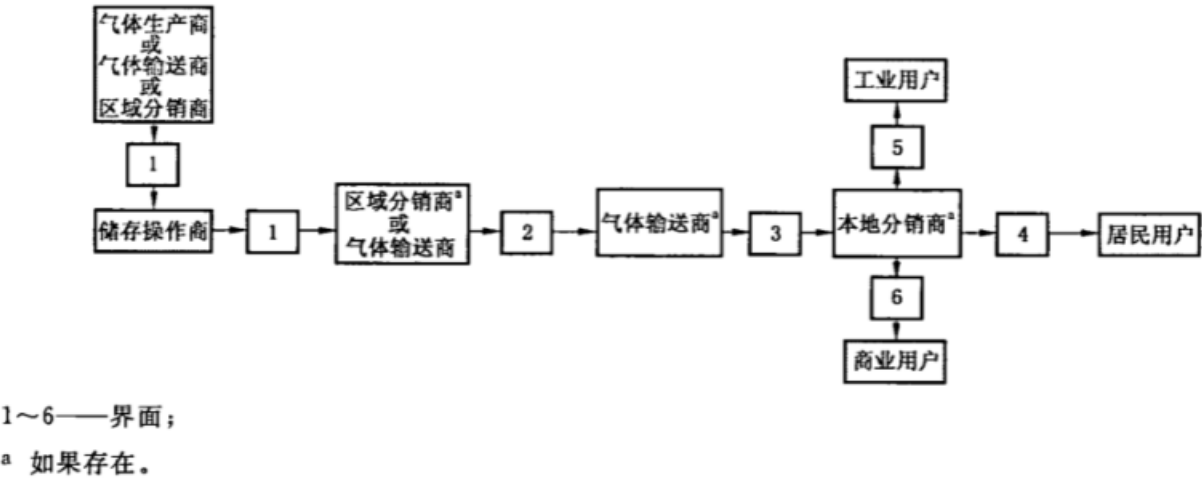 气体生产商
或
气体输送商
或
区域分销商
1
储存操作商
1
区域分销商a
或
气体输送商
2
气体输送商a
3
本地分销商a
5
工业用户
4
居民用户
6
商业用户
1～6——界面；
a 如果存在。